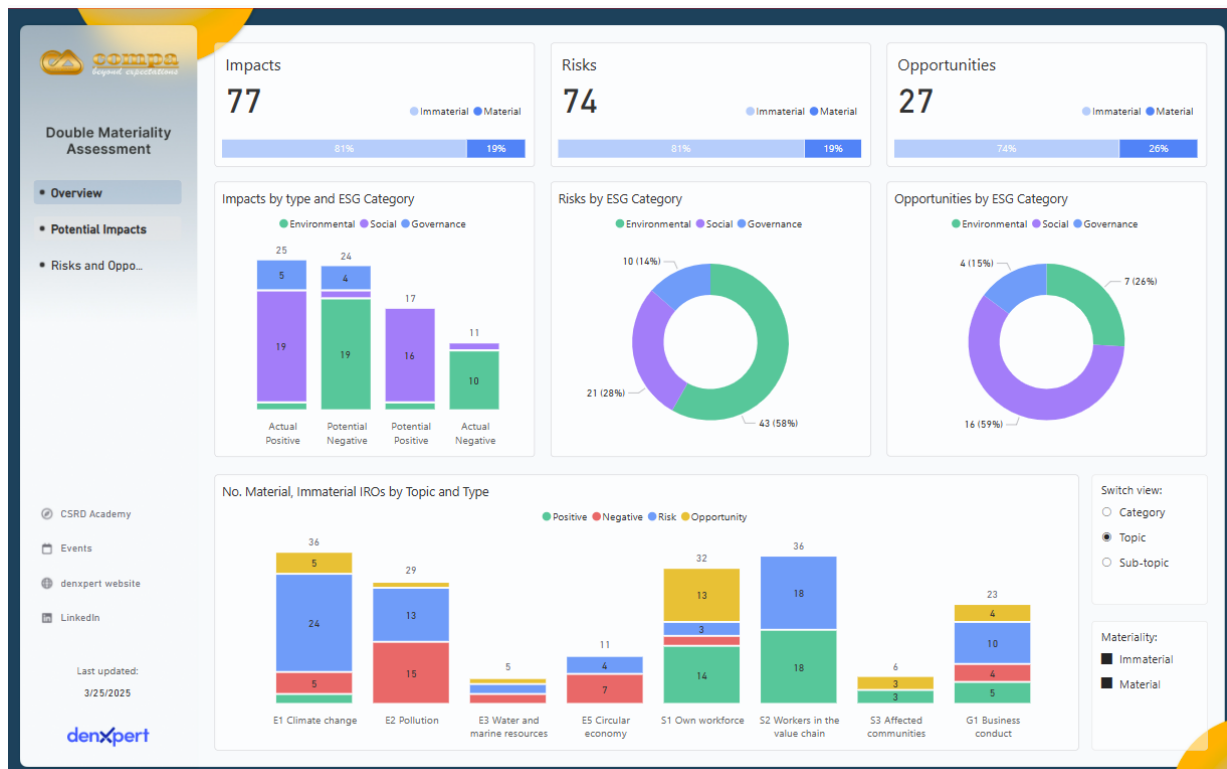 compa
beyond expectations
Double Materiality
Assessment
Overview
Potential Impacts
Risks and Oppo...
CSRD Academy
Events
denxpert website
LinkedIn
Last updated:
3/25/2025
denxpert
Impacts
77
Immaterial Material
81% 19%
Risks
74
Immaterial Material
81% 19%
Opportunities
27
Immaterial Material
74% 26%
Impacts by type and ESG Category
Environmental Social Governance
25 24 17 11
5 4
19 19 16 10
Actual Positive
Potential Negative
Potential Positive
Actual Negative
Risks by ESG Category
Environmental Social Governance
10 (14%)
21 (28%)
43 (58%)
Opportunities by ESG Category
Environmental Social Governance
4 (15%)
7 (26%)
16 (59%)
No. Material, Immaterial IROs by Topic and Type
Positive Negative Risk Opportunity
36
5
24
5
E1 Climate change
29
13
15
E2 Pollution
5
E3 Water and
marine resources
11
4
7
E5 Circular
economy
32
13
3
14
S1 Own workforce
36
18
18
S2 Workers in the
value chain
6
3
3
S3 Affected
communities
23
4
10
4
5
G1 Business
conduct
Switch view:
Category
Topic
Sub-topic
Materiality:
Immaterial
Material